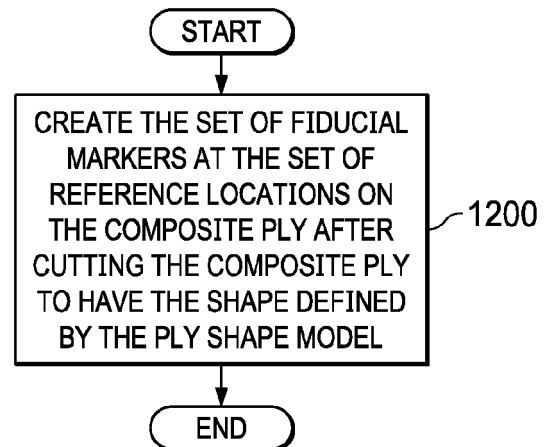 START
CREATE THE SET OF FIDUCIAL
MARKERS AT THE SET OF
REFERENCE LOCATIONS ON
THE COMPOSITE PLY AFTER
CUTTING THE COMPOSITE PLY
TO HAVE THE SHAPE DEFINED
BY THE PLY SHAPE MODEL
1200
END